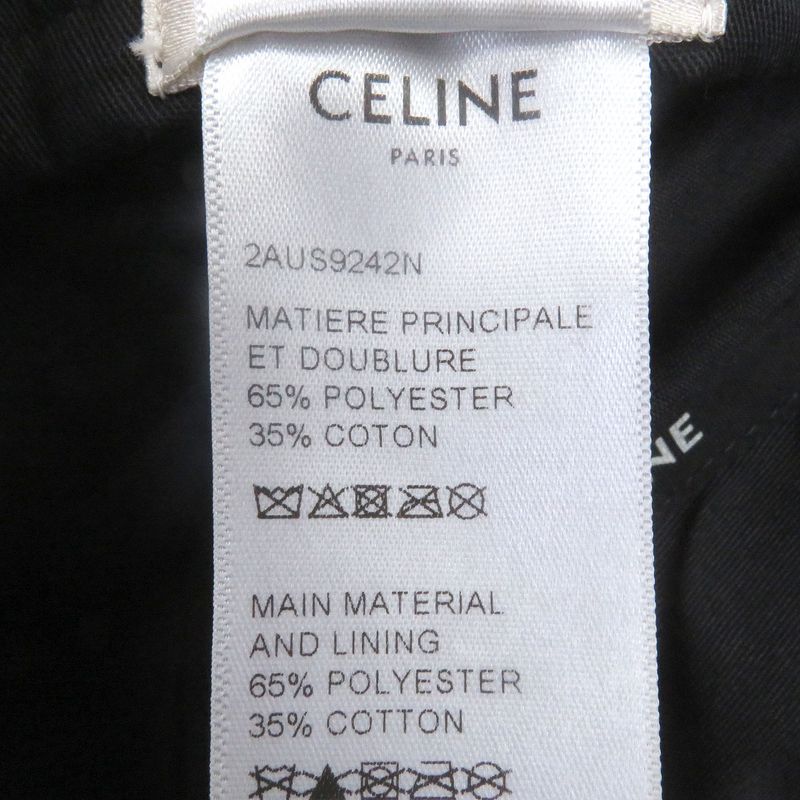 CELINE
PARIS
2AUS9242N
MATIERE PRINCIPALE
ET DOUBLURE
65% POLYESTER
35% COTON
NE
MAIN MATERIAL
AND LINING
65% POLYESTER
35% COTTON